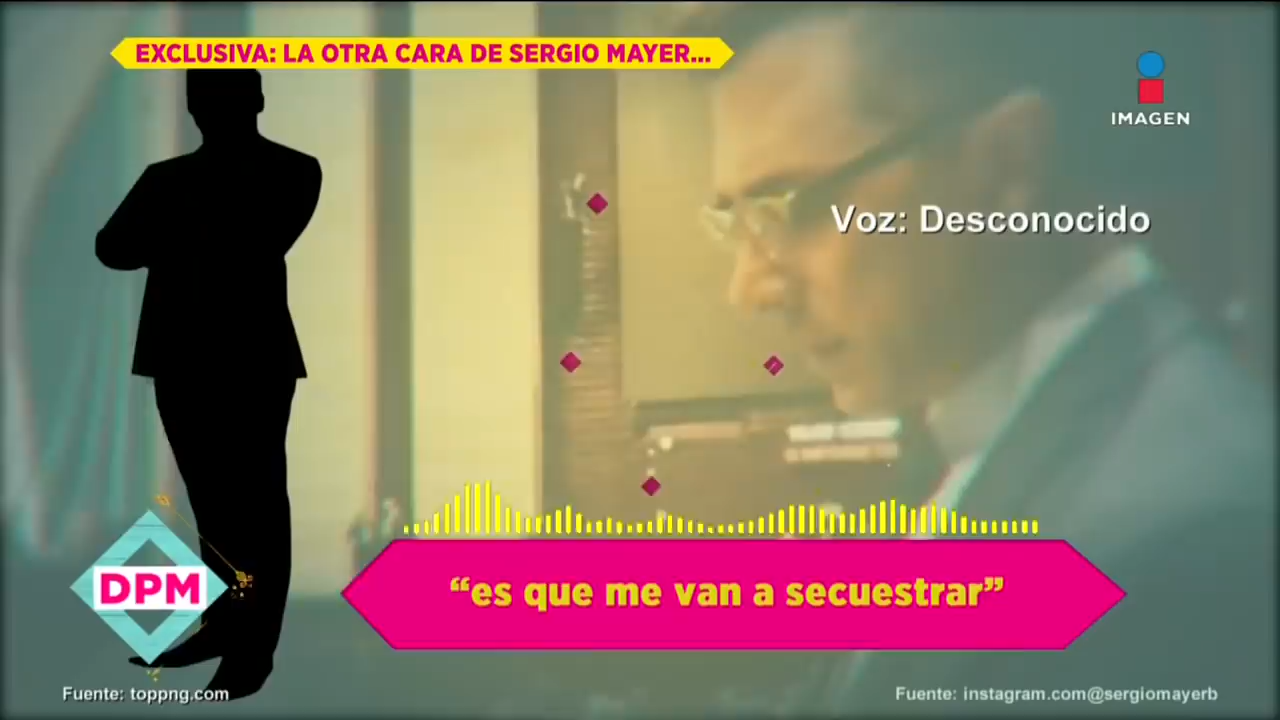 EXCLUSIVA: LA OTRA CARA DE SERGIO MAYER...
IMAGEN
Voz: Desconocido
“es que me van a secuestrar”
DPM
Fuente: toppng.com
Fuente: instagram.com@sergiomayerb